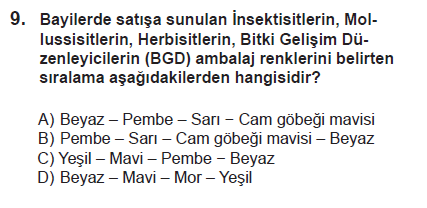 9. Bayilerde satışa sunulan İnsektisitlerin, Mol-
lussisitlerin, Herbisitlerin, Bitki Gelişim Dü-
zenleyicilerin (BGD) ambalaj renklerini belirten
sıralama aşağıdakilerden hangisidir?
A) Beyaz – Pembe – Sarı – Cam göbeği mavisi
B) Pembe – Sarı – Cam göbeği mavisi – Beyaz
C) Yeşil – Mavi – Pembe – Beyaz
D) Beyaz – Mavi – Mor – Yeşil